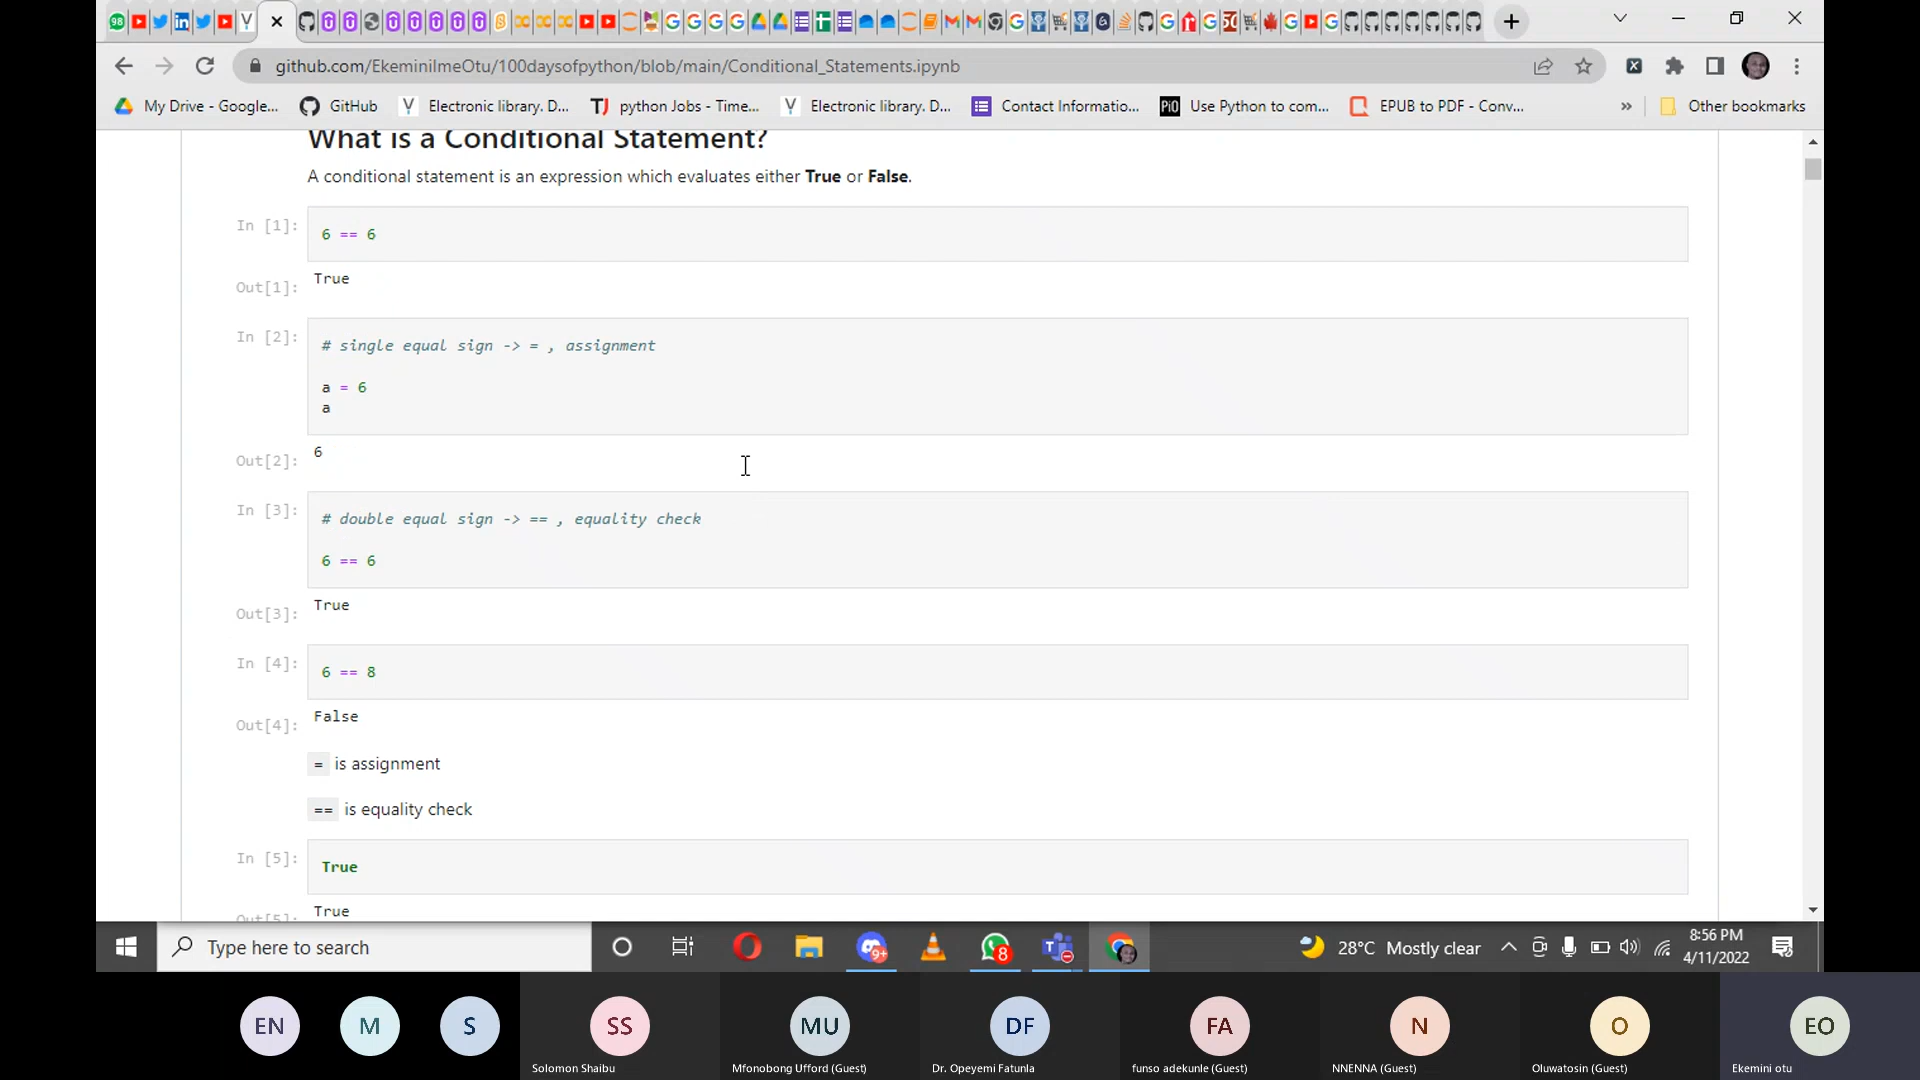 github.com/EkeminiImeOtu/100daysofpython/blob/main/Conditional_Statements.ipynb
My Drive - Google...
GitHub
Electronic library. D...
python Jobs - Time...
Electronic library. D...
Contact Informatio...
Use Python to com...
EPUB to PDF - Conv...
»
Other bookmarks
What is a Conditional Statement?
A conditional statement is an expression which evaluates either True or False.
In [1]:
6 == 6
Out[1]:
True
In [2]:
# single equal sign -> = , assignment
a = 6
a
Out[2]:
6
In [3]:
# double equal sign -> == , equality check
6 == 6
Out[3]:
True
In [4]:
6 == 8
Out[4]:
False
= is assignment
== is equality check
In [5]:
True
Out[5]:
True
Type here to search
9+
8
28°C Mostly clear
8:56 PM
4/11/2022
EN
M
S
SS
MU
DF
FA
N
O
EO
Solomon Shaibu
Mfonobong Ufford (Guest)
Dr. Opeyemi Fatunla
funso adekunle (Guest)
NNENNA (Guest)
Oluwatosin (Guest)
Ekemini otu